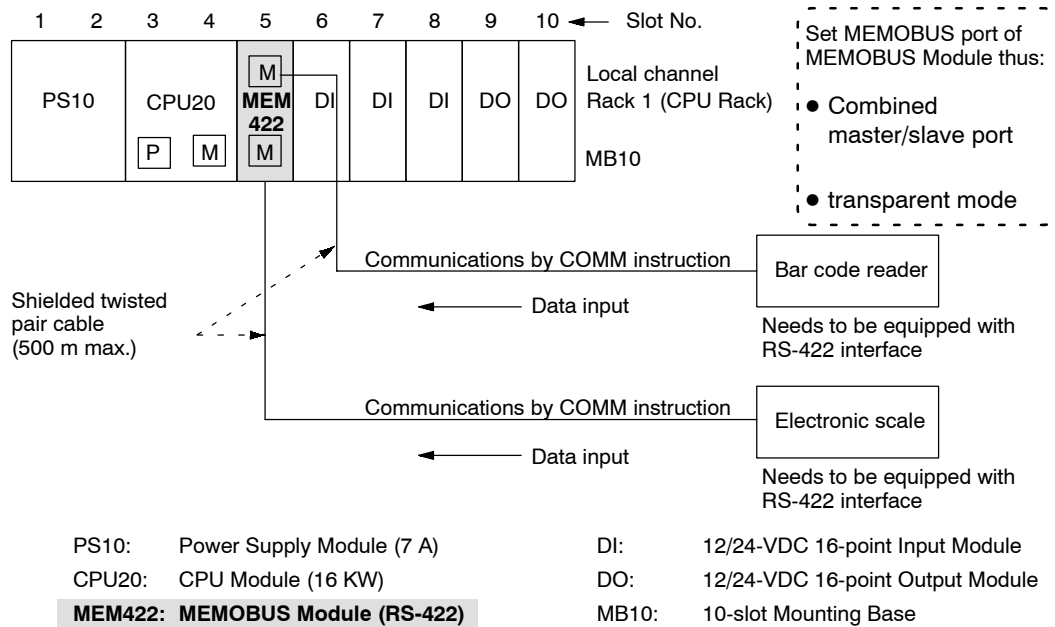 1 2 3 4 5 6 7 8 9 10 Slot No.
Set MEMOBUS port of
MEMOBUS Module thus:
● Combined
master/slave port
● transparent mode
PS10
CPU20
P M
M
MEM
422
M
DI DI DI DO DO
Local channel
Rack 1 (CPU Rack)
MB10
Communications by COMM instruction
Bar code reader
Data input
Needs to be equipped with
RS-422 interface
Shielded twisted
pair cable
(500 m max.)
Communications by COMM instruction
Electronic scale
Data input
Needs to be equipped with
RS-422 interface
PS10: Power Supply Module (7 A)
DI: 12/24-VDC 16-point Input Module
CPU20: CPU Module (16 KW)
DO: 12/24-VDC 16-point Output Module
MEM422: MEMOBUS Module (RS-422)
MB10: 10-slot Mounting Base